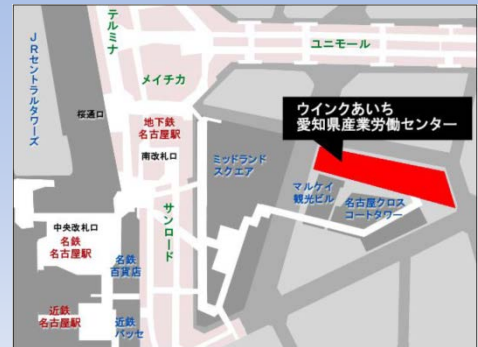 テルミナ
JRセントラルタワーズ
ユニモール
メイチカ
桜通口
地下鉄
名古屋駅
南改札口
ウインクあいち
愛知県産業労働センター
ミッドランド
スクエア
マルケイ
観光ビル
名古屋クロス
コートタワー
サンロード
中央改札口
名鉄
名古屋駅
名鉄
百貨店
近鉄
名古屋駅
近鉄
パッセ